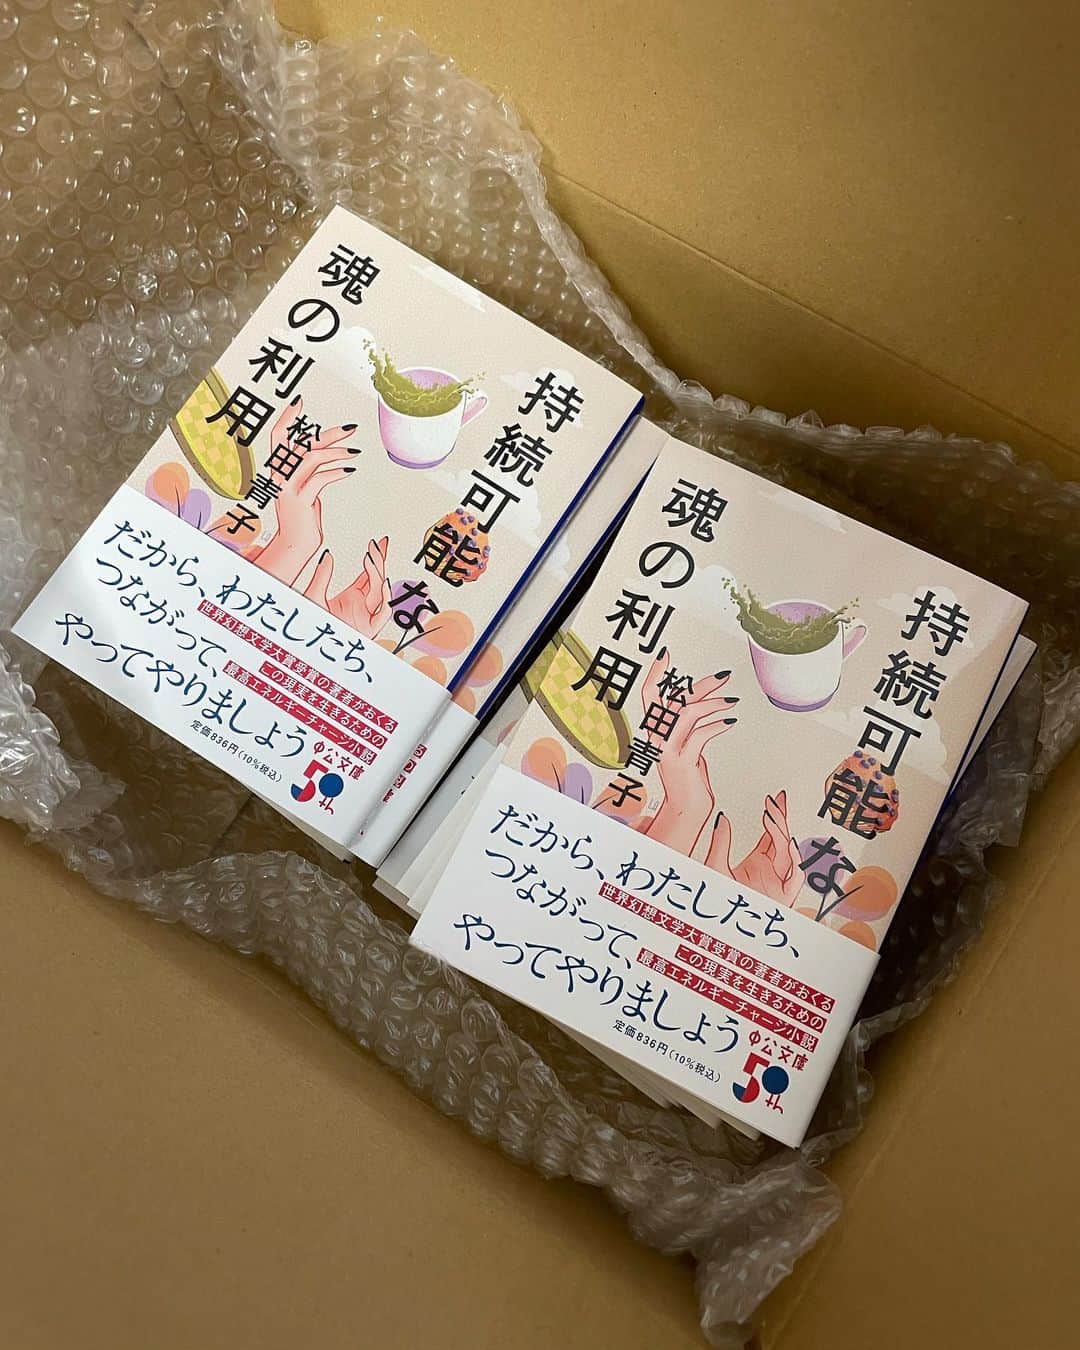 持続可能な
魂の利用
松田青子
だから、わたしたち、
つながって、
やってやりましょう
世界幻想文学大賞受賞の著者がおくる
この現実を生きるための
最高エネルギーチャージ小説
定価836円（10%税込）
中公文庫
50th
持続可能な
魂の利用
松田青子
だから、わたしたち、
つながって、
やってやりましょう
世界幻想文学大賞受賞の著者がおくる
この現実を生きるための
最高エネルギーチャージ小説
定価836円（10%税込）
中公文庫
50th